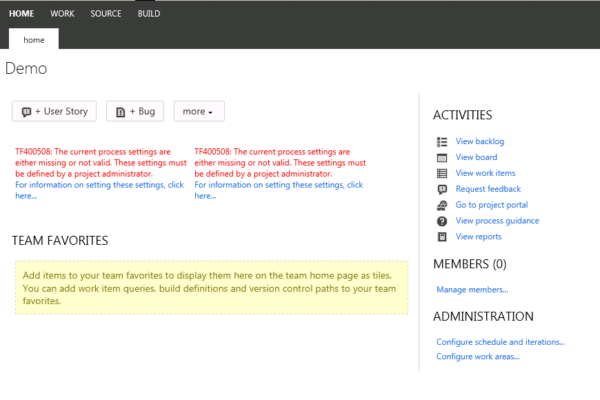 HOME WORK SOURCE BUILD
home
Demo
+ User Story + Bug more
TF400508: The current process settings are
either missing or not valid. These settings must
be defined by a project administrator.
For information on setting these settings, click
here...
TF400508: The current process settings are
either missing or not valid. These settings must
be defined by a project administrator.
For information on setting these settings, click
here...
TEAM FAVORITES
Add items to your team favorites to display them here on the team home page as tiles.
You can add work item queries, build definitions and version control paths to your team
favorites.
ACTIVITIES
View backlog
View board
View work items
Request feedback
Go to project portal
View process guidance
View reports
MEMBERS (0)
Manage members...
ADMINISTRATION
Configure schedule and iterations...
Configure work areas...